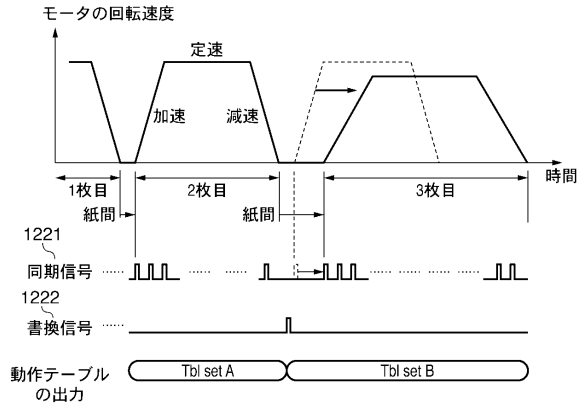 モータの回転速度
定速
加速
減速
時間
1枚目
2枚目
3枚目
紙間
紙間
1221
同期信号 …… …… …… ……
1222
書換信号 ……
動作テーブル
の出力
Tbl set A
Tbl set B